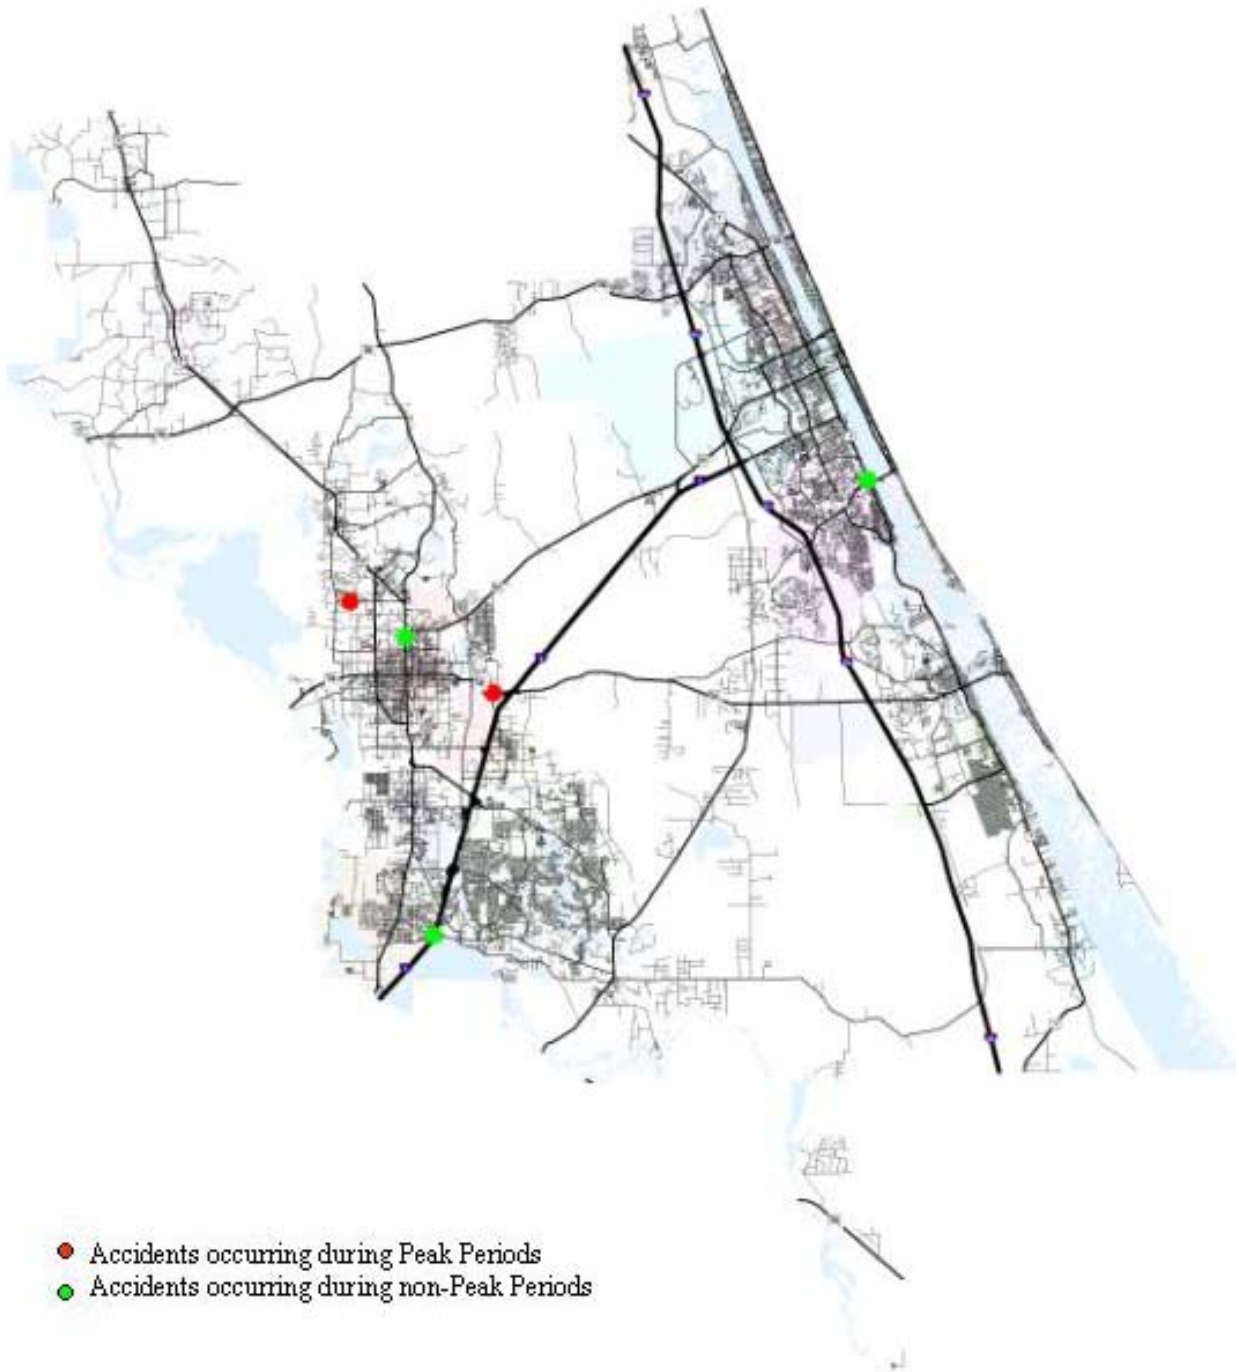 Accidents occurring during Peak Periods
Accidents occurring during non-Peak Periods